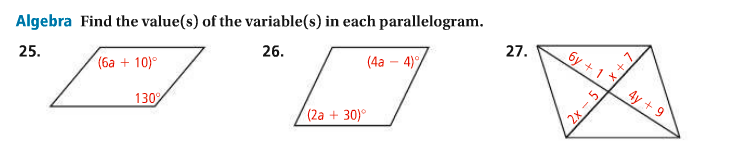 Algebra Find the value(s) of the variable(s) in each parallelogram.
25.
(6a + 10)°
130°
26.
(4a − 4)°
(2a + 30)°
27.
6y + 1
x + 7
2x − 5
4y + 9